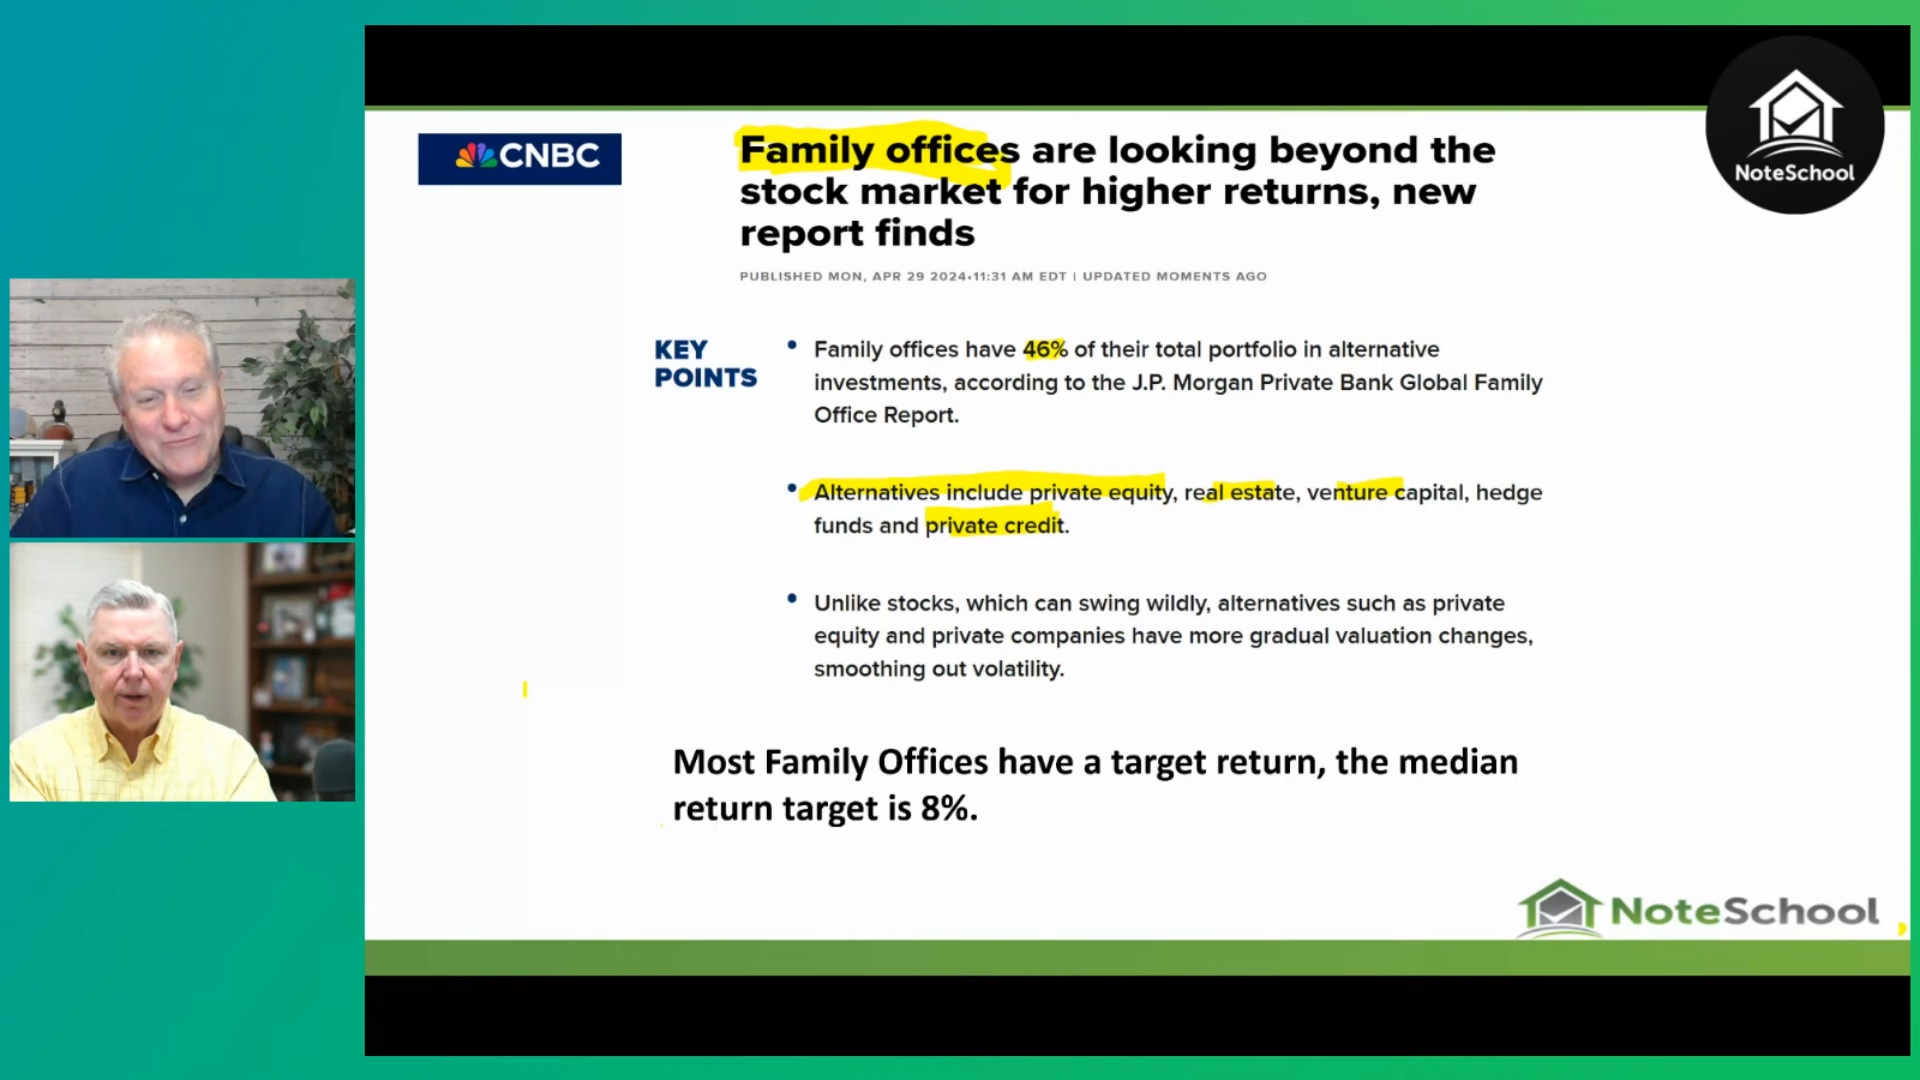 CNBC
Family offices are looking beyond the
stock market for higher returns, new
report finds
PUBLISHED MON, APR 29 2024•11:31 AM EDT | UPDATED MOMENTS AGO
NoteSchool
KEY
POINTS
• Family offices have 46% of their total portfolio in alternative
investments, according to the J.P. Morgan Private Bank Global Family
Office Report.
• Alternatives include private equity, real estate, venture capital, hedge
funds and private credit.
• Unlike stocks, which can swing wildly, alternatives such as private
equity and private companies have more gradual valuation changes,
smoothing out volatility.
Most Family Offices have a target return, the median
return target is 8%.
NoteSchool